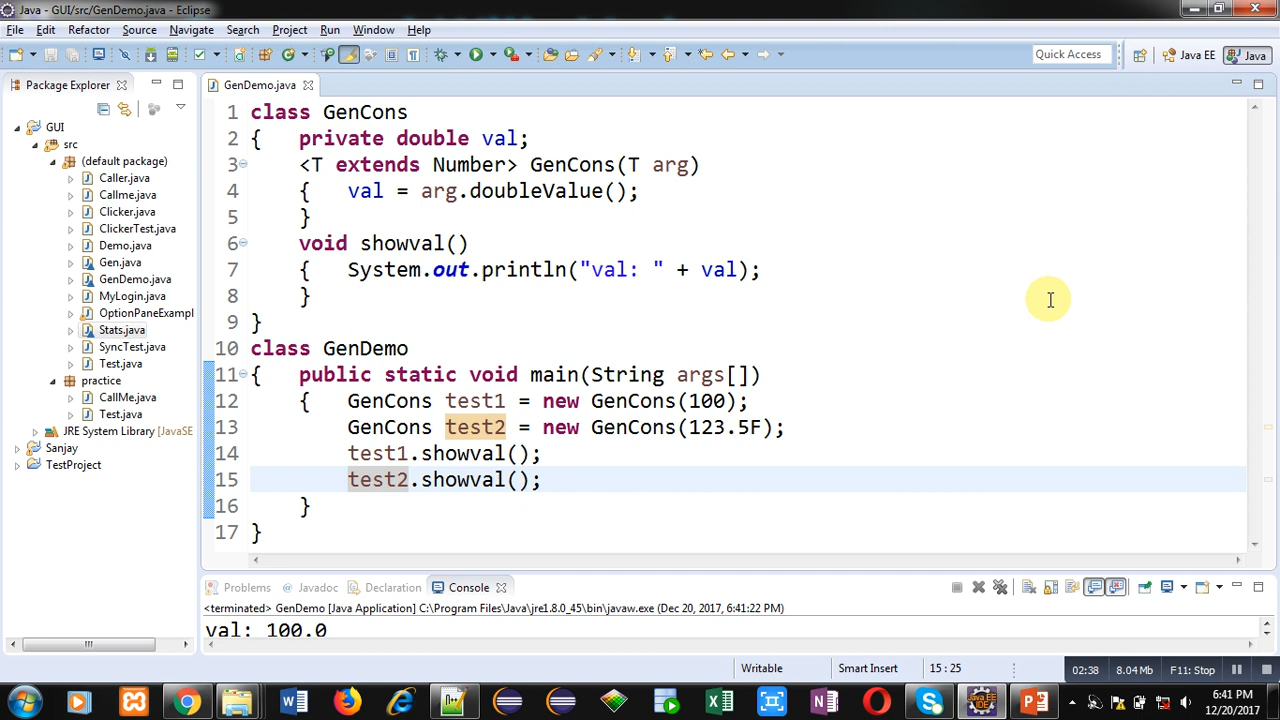 Java - GUI/src/GenDemo.java - Eclipse
File Edit Refactor Source Navigate Search Project Run Window Help
Quick Access
Java EE
Java
Package Explorer
GUI
src
(default package)
Caller.java
Callme.java
Clicker.java
ClickerTest.java
Demo.java
Gen.java
GenDemo.java
MyLogin.java
OptionPaneExampl
Stats.java
SyncTest.java
Test.java
practice
CallMe.java
Test.java
JRE System Library [JavaSE
Sanjay
TestProject
GenDemo.java
1 class GenCons
2 { private double val;
3 <T extends Number> GenCons(T arg)
4 { val = arg.doubleValue();
5 }
6 void showval()
7 { System.out.println("val: " + val);
8 }
9 }
10 class GenDemo
11 { public static void main(String args[])
12 { GenCons test1 = new GenCons(100);
13 GenCons test2 = new GenCons(123.5F);
14 test1.showval();
15 test2.showval();
16 }
17 }
Problems Javadoc Declaration Console
<terminated> GenDemo [Java Application] C:\Program Files\Java\jre1.8.0_45\bin\javaw.exe (Dec 20, 2017, 6:41:22 PM)
val: 100.0
Writable Smart Insert 15 : 25
02:38 8.04 Mb F11: Stop
6:41 PM
12/20/2017